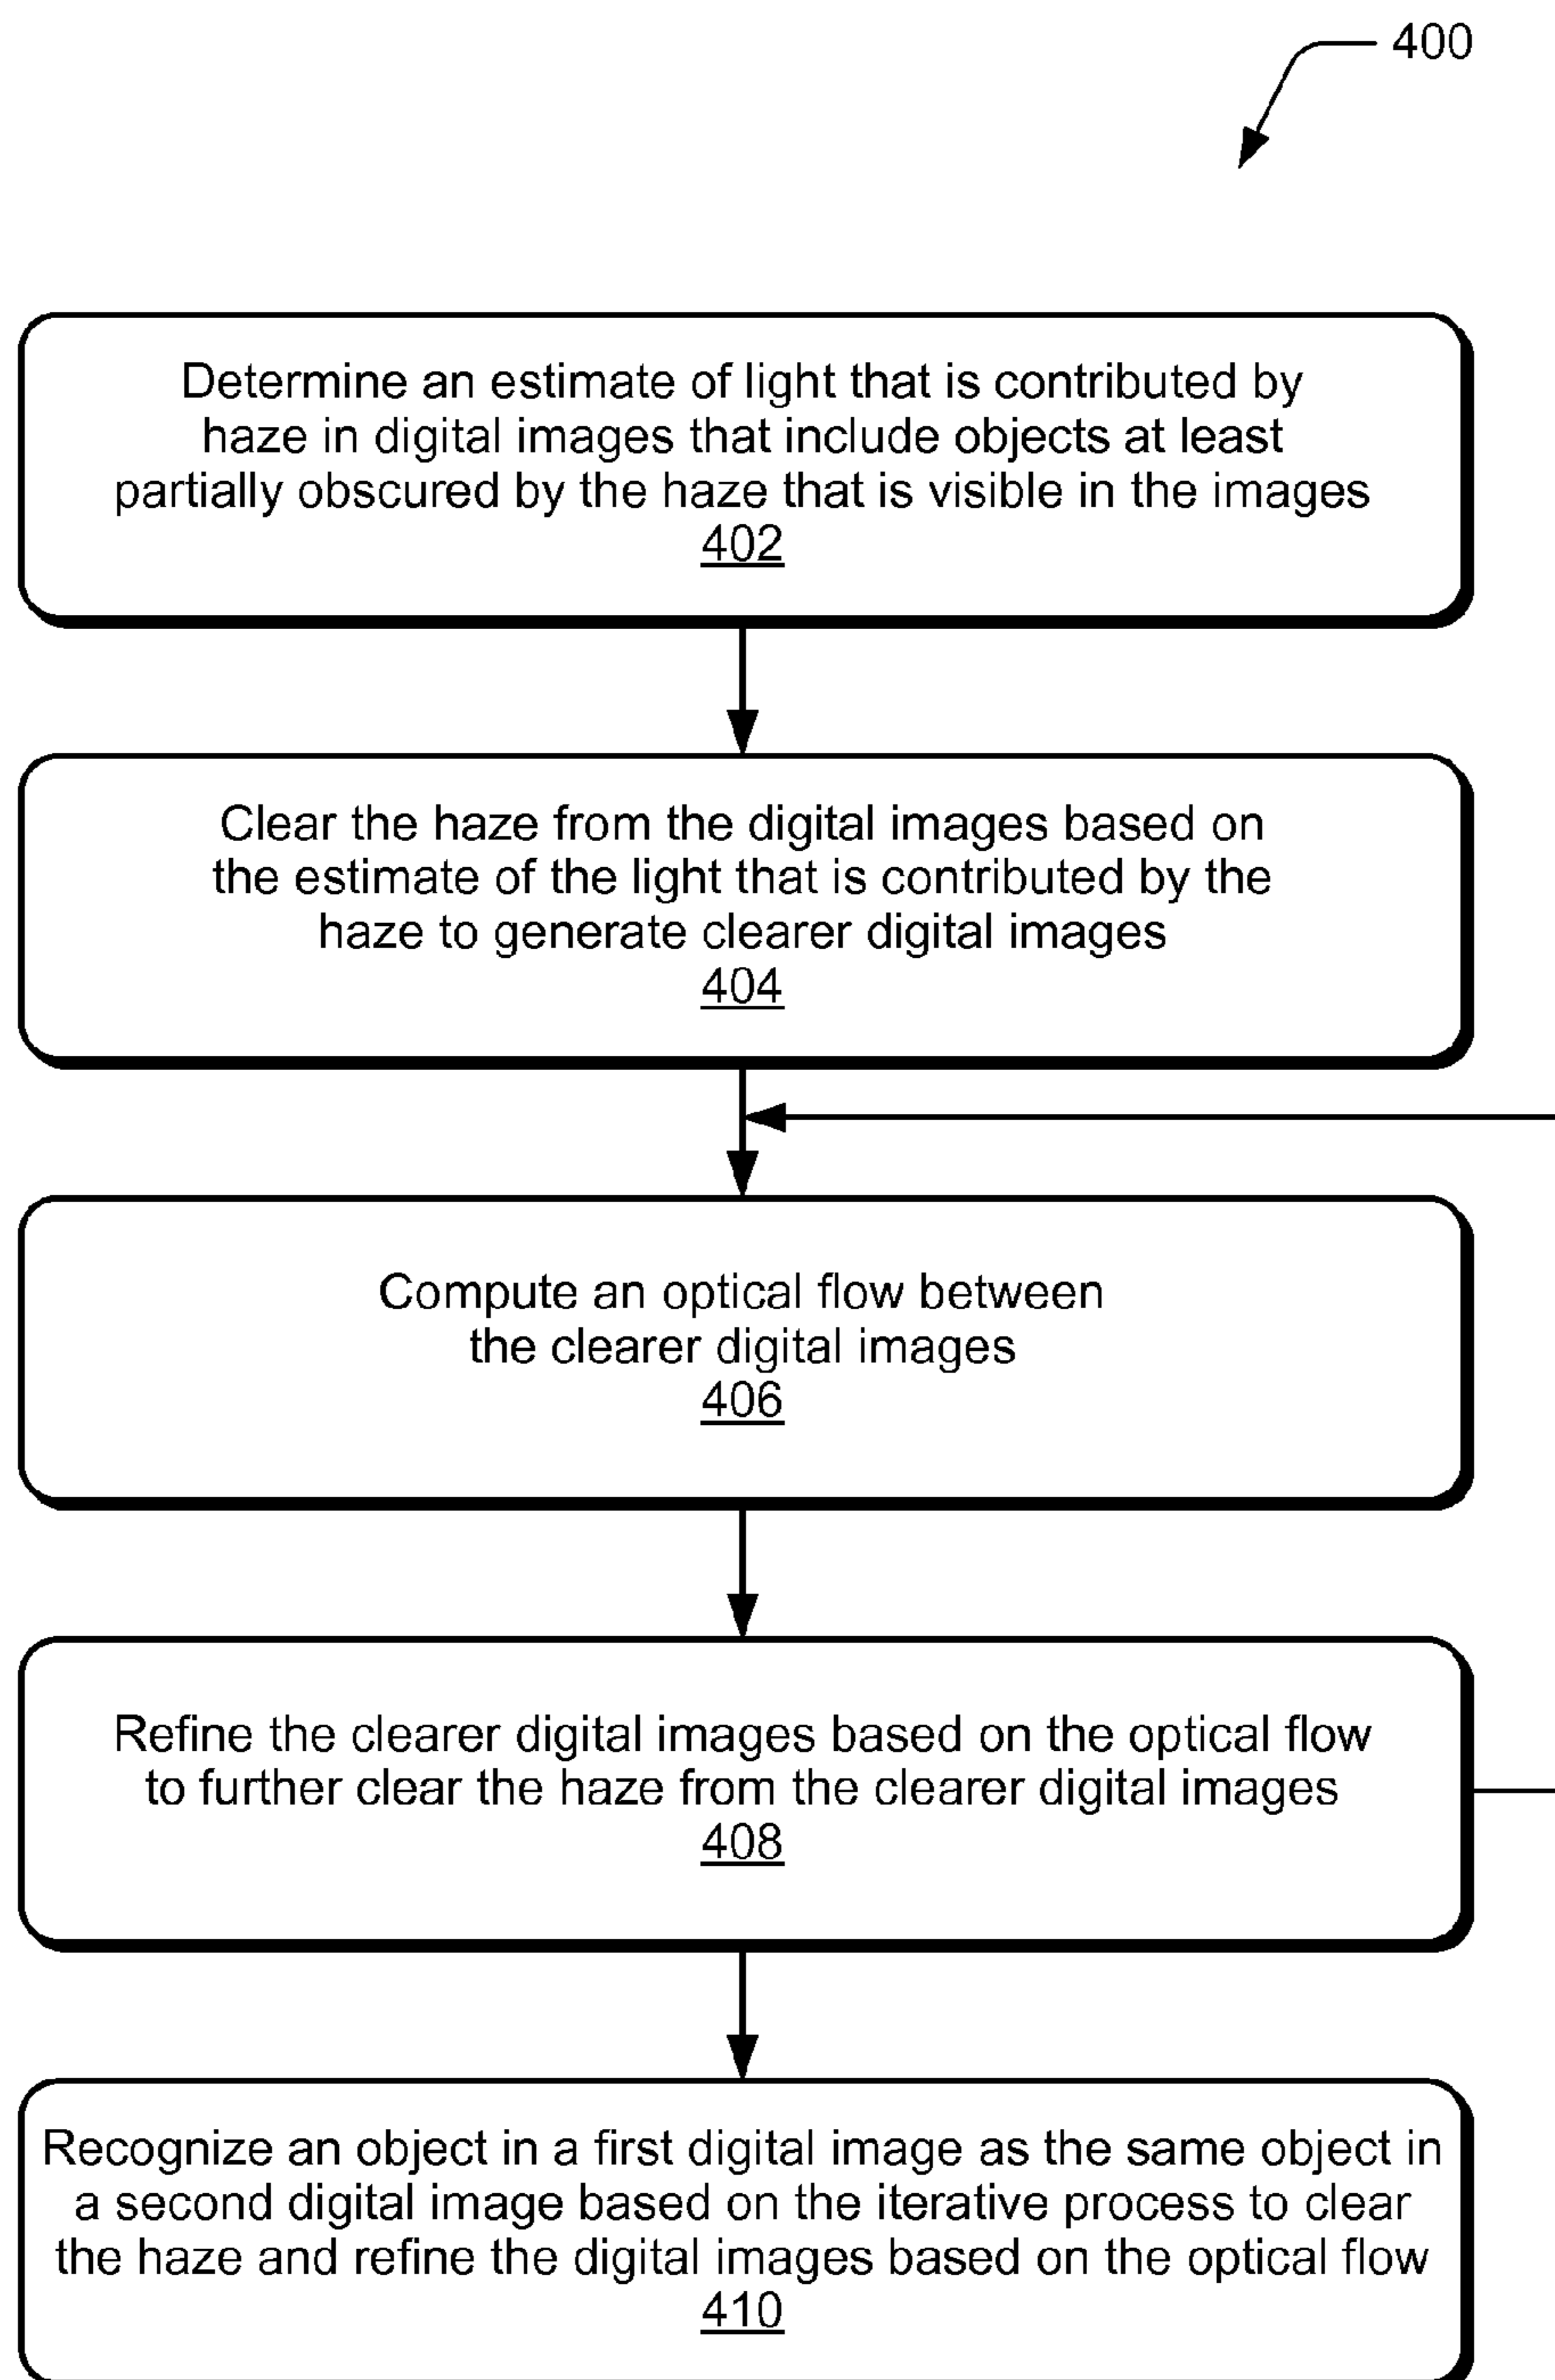 400
Determine an estimate of light that is contributed by
haze in digital images that include objects at least
partially obscured by the haze that is visible in the images
402
Clear the haze from the digital images based on
the estimate of the light that is contributed by the
haze to generate clearer digital images
404
Compute an optical flow between
the clearer digital images
406
Refine the clearer digital images based on the optical flow
to further clear the haze from the clearer digital images
408
Recognize an object in a first digital image as the same object in
a second digital image based on the iterative process to clear
the haze and refine the digital images based on the optical flow
410